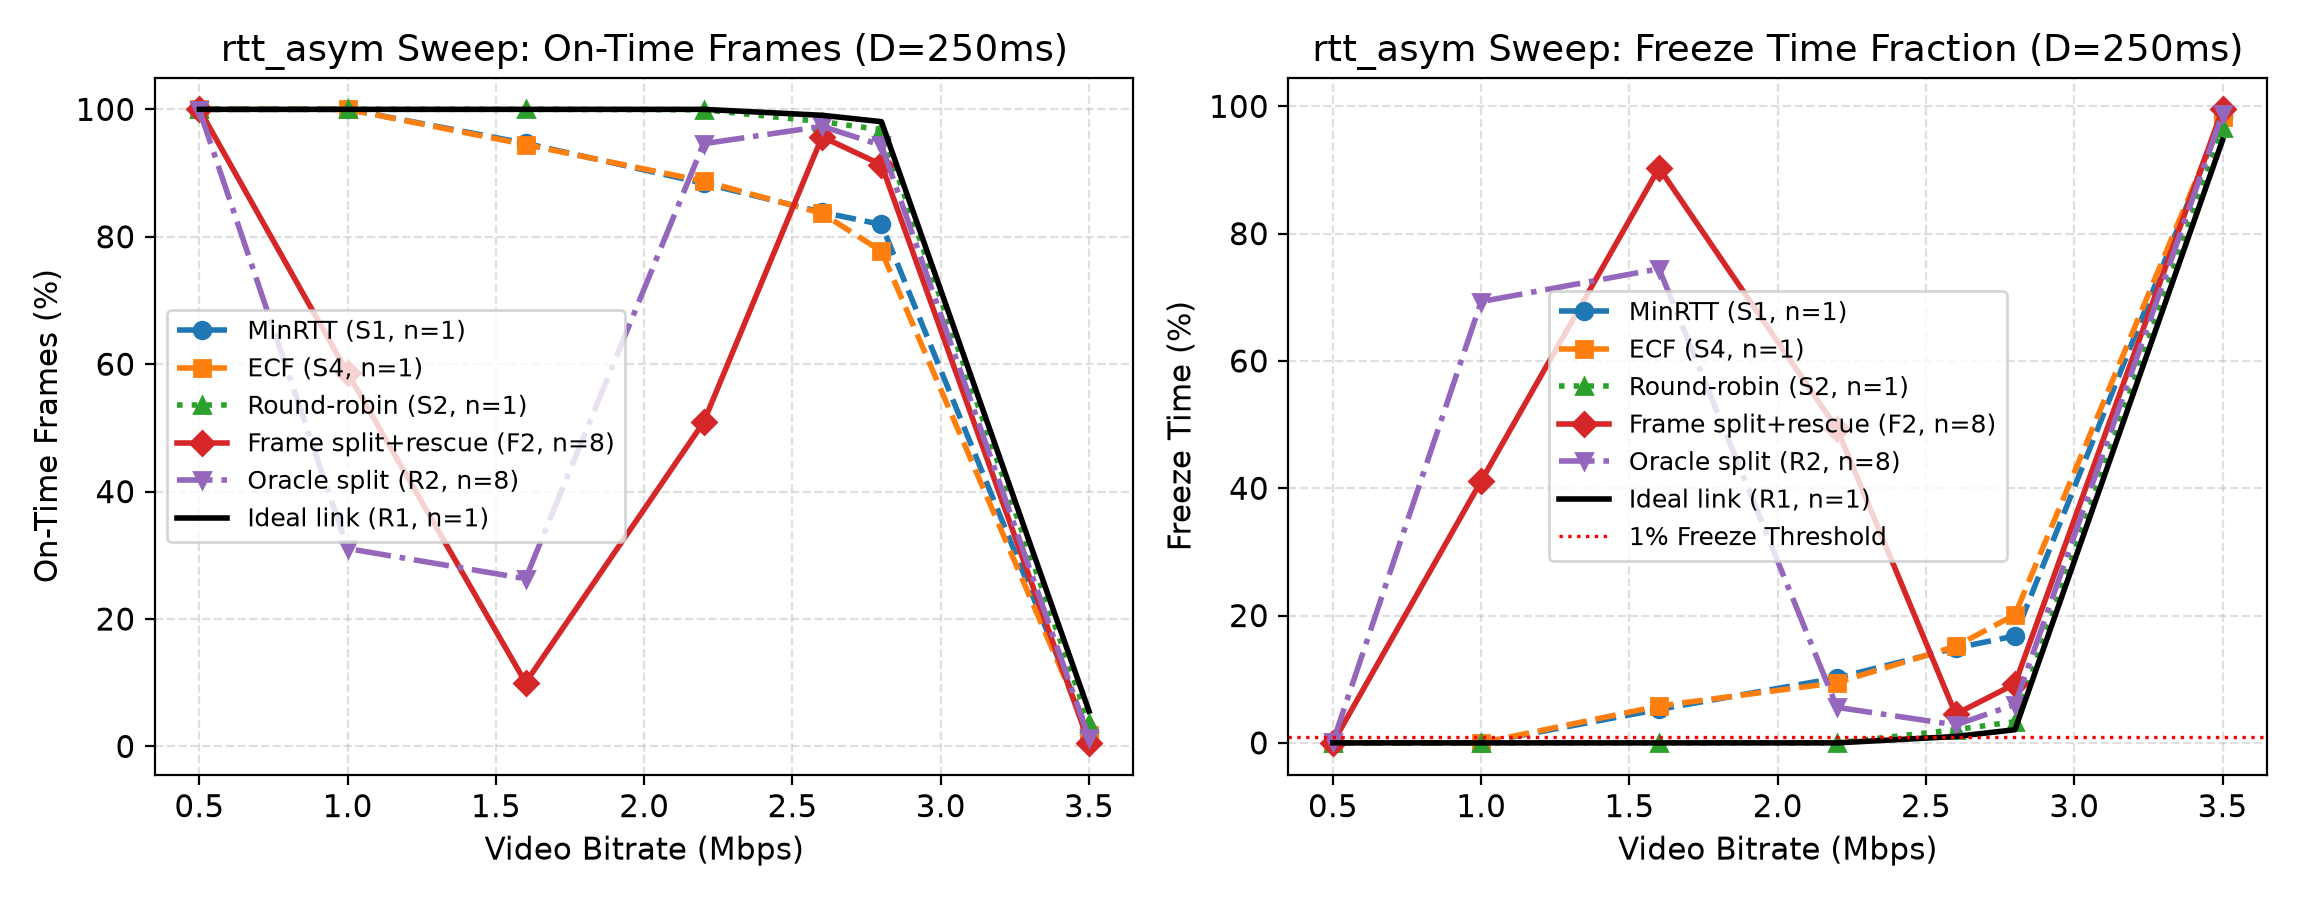 rtt_asym Sweep: On-Time Frames (D=250ms)
On-Time Frames (%)
100
80
60
40
20
0
MinRTT (S1, n=1)
ECF (S4, n=1)
Round-robin (S2, n=1)
Frame split+rescue (F2, n=8)
Oracle split (R2, n=8)
Ideal link (R1, n=1)
0.5 1.0 1.5 2.0 2.5 3.0 3.5
Video Bitrate (Mbps)
rtt_asym Sweep: Freeze Time Fraction (D=250ms)
Freeze Time (%)
100
80
60
40
20
0
MinRTT (S1, n=1)
ECF (S4, n=1)
Round-robin (S2, n=1)
Frame split+rescue (F2, n=8)
Oracle split (R2, n=8)
Ideal link (R1, n=1)
1% Freeze Threshold
0.5 1.0 1.5 2.0 2.5 3.0 3.5
Video Bitrate (Mbps)